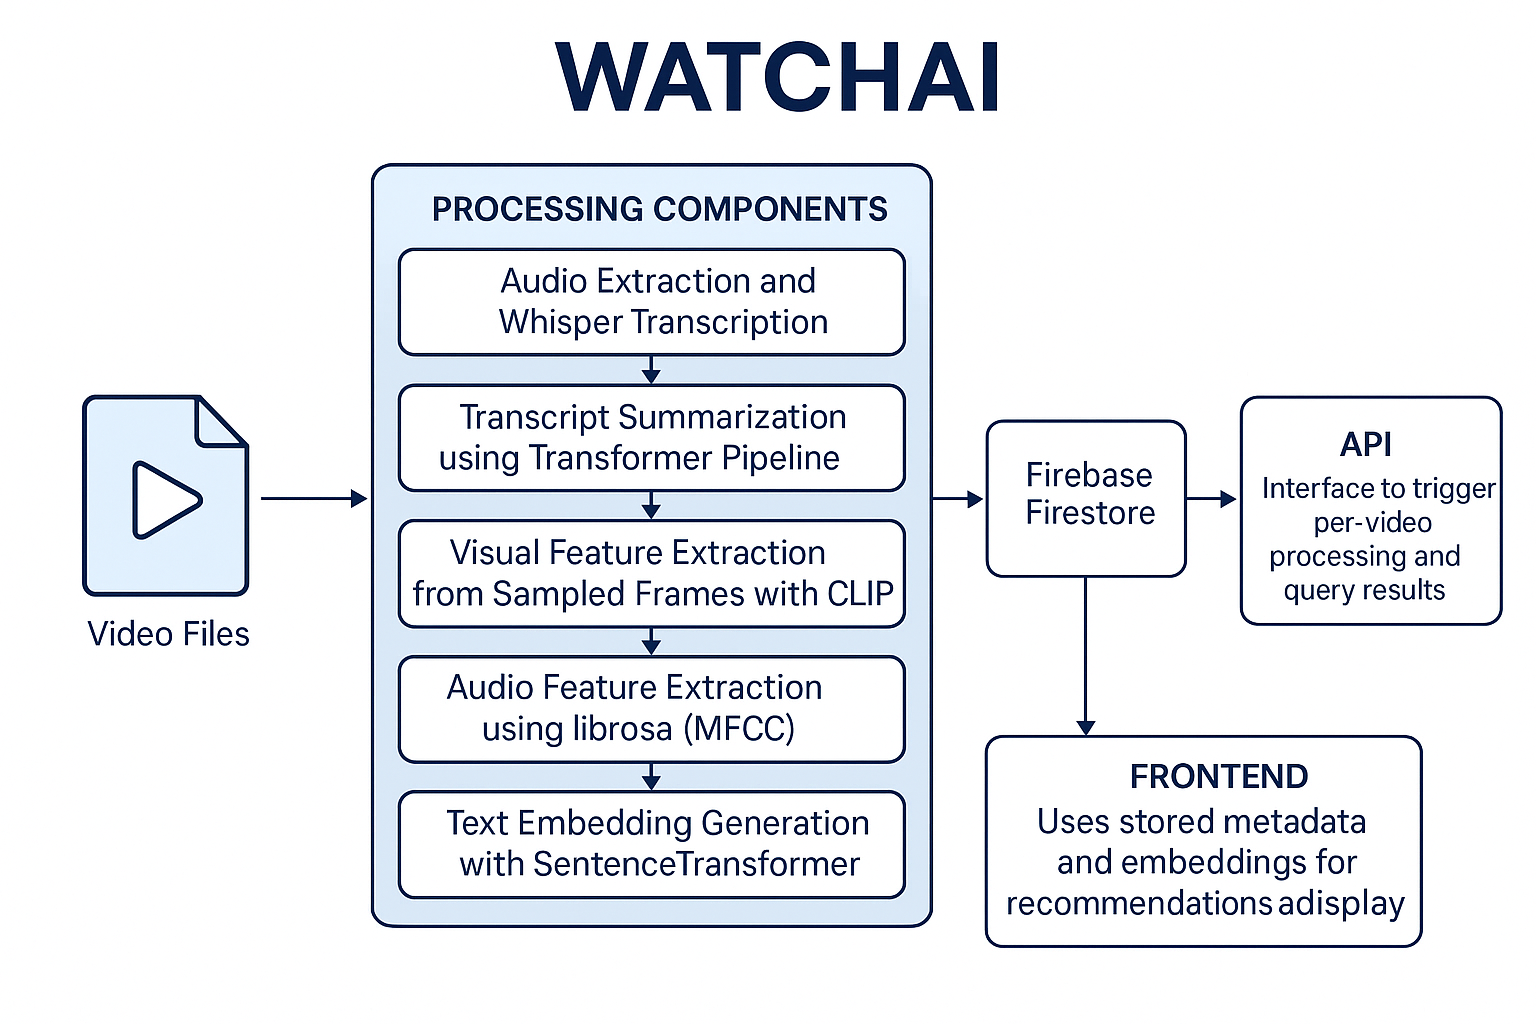 WATCHAI
PROCESSING COMPONENTS
Audio Extraction and
Whisper Transcription
Transcript Summarization
using Transformer Pipeline
Visual Feature Extraction
from Sampled Frames with CLIP
Audio Feature Extraction
using librosa (MFCC)
Text Embedding Generation
with SentenceTransformer
Video Files
Firebase
Firestore
API
Interface to trigger
per-video
processing and
query results
FRONTEND
Uses stored metadata
and embeddings for
recommendations adisplay